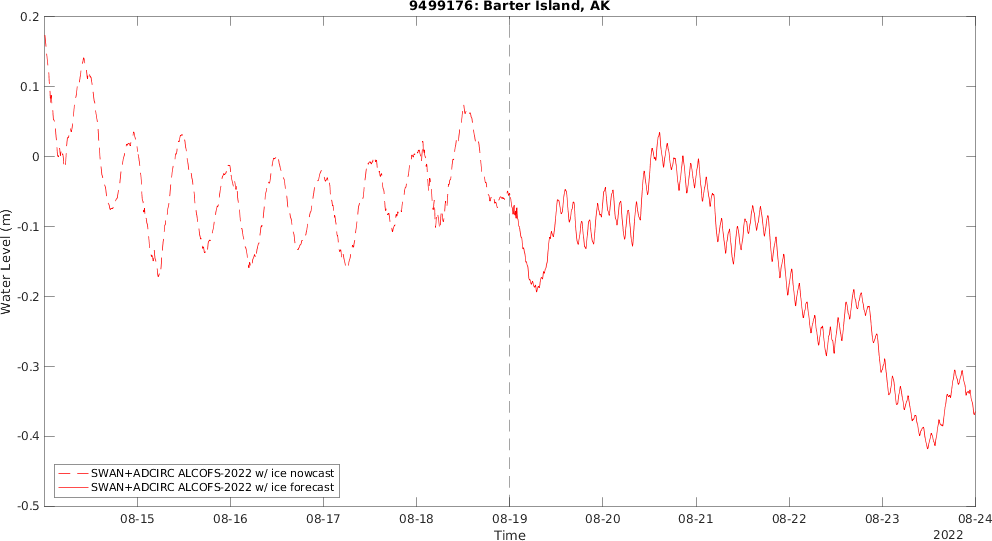 9499176: Barter Island, AK
0.2
0.1
0
-0.1
-0.2
-0.3
-0.4
-0.5
Water Level (m)
SWAN+ADCIRC ALCOFS-2022 w/ ice nowcast
SWAN+ADCIRC ALCOFS-2022 w/ ice forecast
08-15 08-16 08-17 08-18 08-19 08-20 08-21 08-22 08-23 08-24
Time
2022